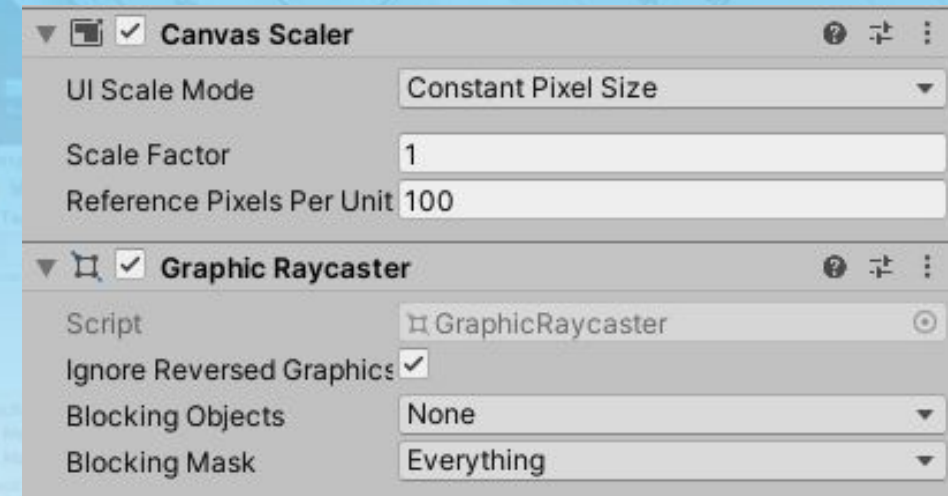 Canvas Scaler
UI Scale Mode Constant Pixel Size
Scale Factor 1
Reference Pixels Per Unit 100
Graphic Raycaster
Script GraphicRaycaster
Ignore Reversed Graphics
Blocking Objects None
Blocking Mask Everything